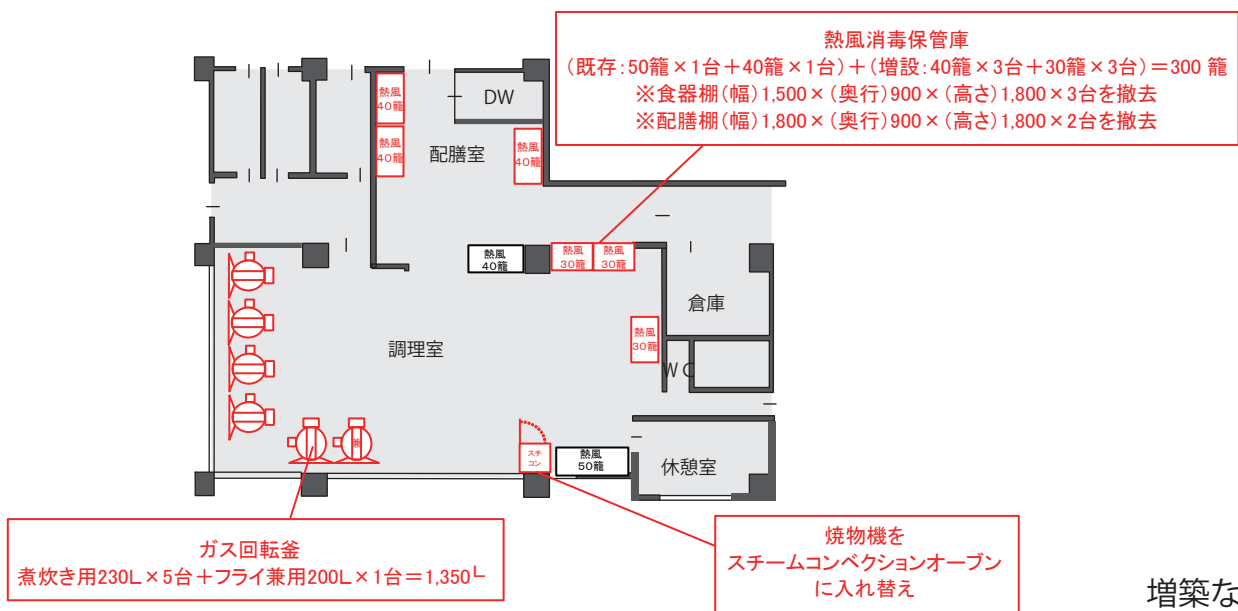 熱風消毒保管庫
(既存:50籠×1台+40籠×1台)+(増設:40籠×3台+30籠×3台)=300 籠
※食器棚(幅)1,500×(奥行)900×(高さ)1,800×3台を撤去
※配膳棚(幅)1,800×(奥行)900×(高さ)1,800×2台を撤去
熱風
40籠
DW
熱風
40籠
配膳室
熱風
40籠
熱風
40籠
熱風
30籠
熱風
30籠
倉庫
熱風
30籠
調理室
WC
兼
スチ
コン
熱風
50籠
休憩室
ガス回転釜
煮炊き用230L×5台+フライ兼用200L×1台=1,350L
焼物機を
スチームコンベクションオーブン
に入れ替え
増築な